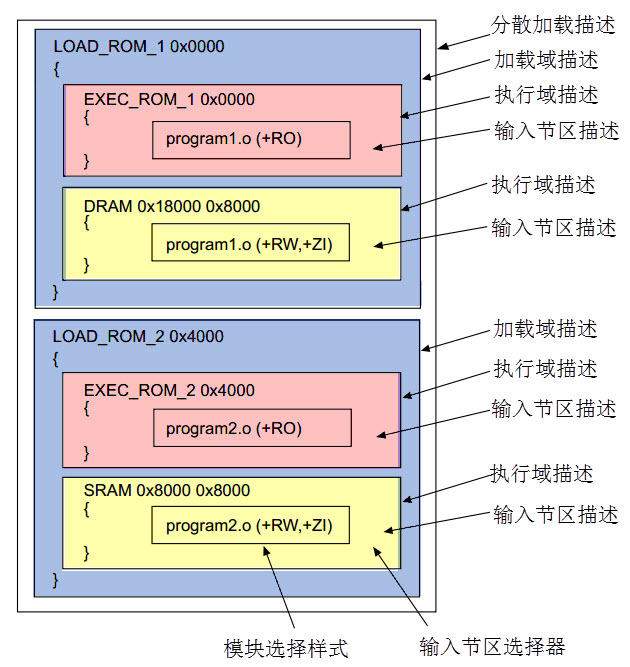 分散加载描述
LOAD_ROM_1 0x0000
加载域描述
{
EXEC_ROM_1 0x0000
执行域描述
{
program1.o (+RO)
输入节区描述
}
DRAM 0x18000 0x8000
执行域描述
{
program1.o (+RW,+ZI)
输入节区描述
}
}
LOAD_ROM_2 0x4000
加载域描述
{
EXEC_ROM_2 0x4000
执行域描述
{
program2.o (+RO)
输入节区描述
}
SRAM 0x8000 0x8000
执行域描述
{
program2.o (+RW,+ZI)
输入节区描述
}
}
模块选择样式
输入节区选择器